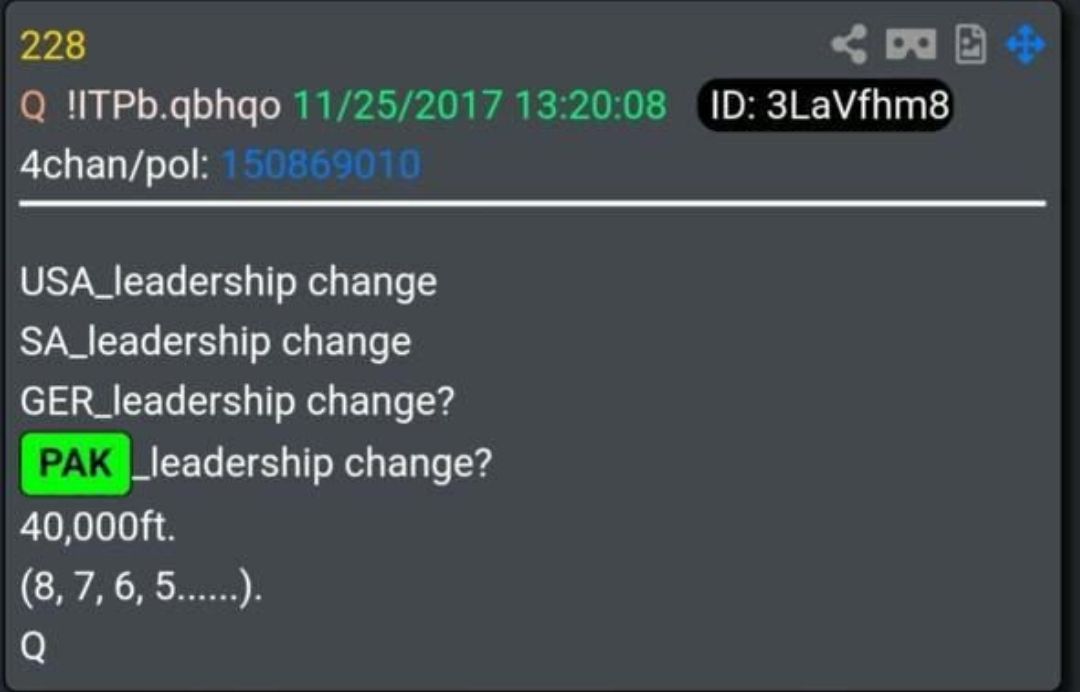 228
Q !ITPb.qbhqo 11/25/2017 13:20:08 ID: 3LaVfhm8
4chan/pol: 150869010
USA_leadership change
SA_leadership change
GER_leadership change?
PAK_leadership change?
40,000ft.
(8, 7, 6, 5......).
Q